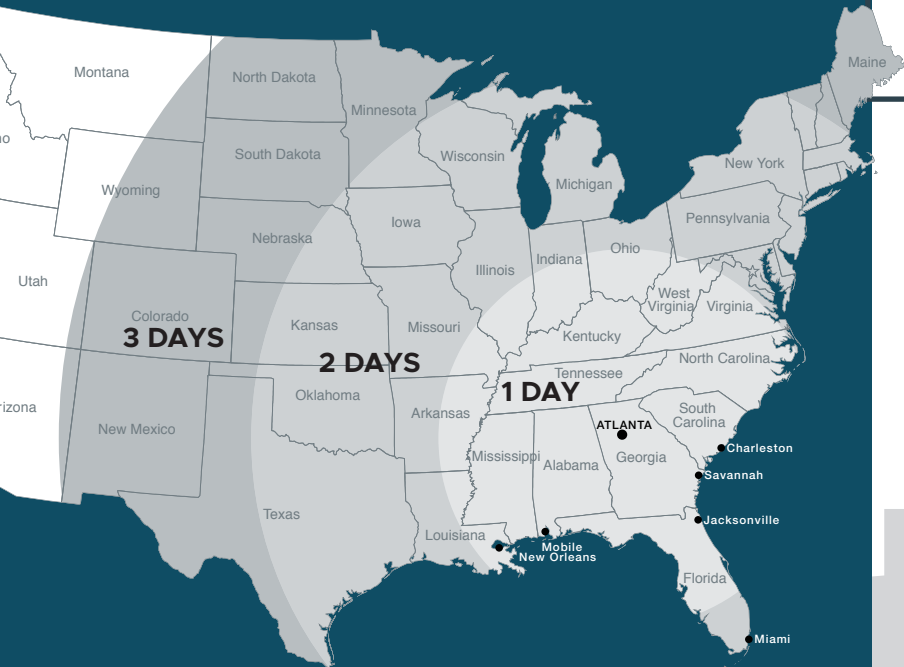 Maine
Montana
North Dakota
Minnesota
o
South Dakota
Wisconsin
New York
Michigan
Wyoming
Pennsylvania
Iowa
Nebraska
Ohio
Indiana
Illinois
Utah
West
Virginia
Virginia
Colorado
Kansas
Missouri
3 DAYS
Kentucky
2 DAYS
North Carolina
Tennessee
1 DAY
Oklahoma
rizona
Arkansas
South
Carolina
ATLANTA
New Mexico
Charleston
Mississippi
Alabama
Georgia
Savannah
Texas
Jacksonville
Louisiana
Mobile
New Orleans
Florida
Miami